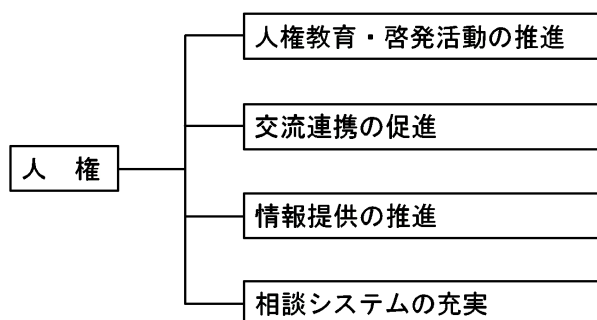 人権教育・啓発活動の推進
交流連携の促進
人　権
情報提供の推進
相談システムの充実